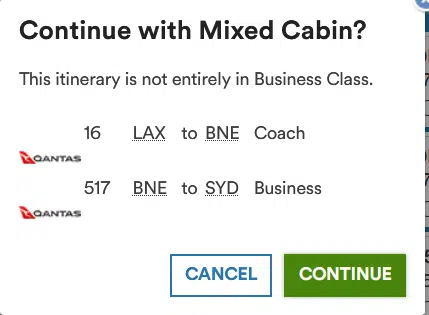 Continue with Mixed Cabin?
This itinerary is not entirely in Business Class.
16 LAX to BNE Coach
QANTAS
517 BNE to SYD Business
QANTAS
CANCEL CONTINUE